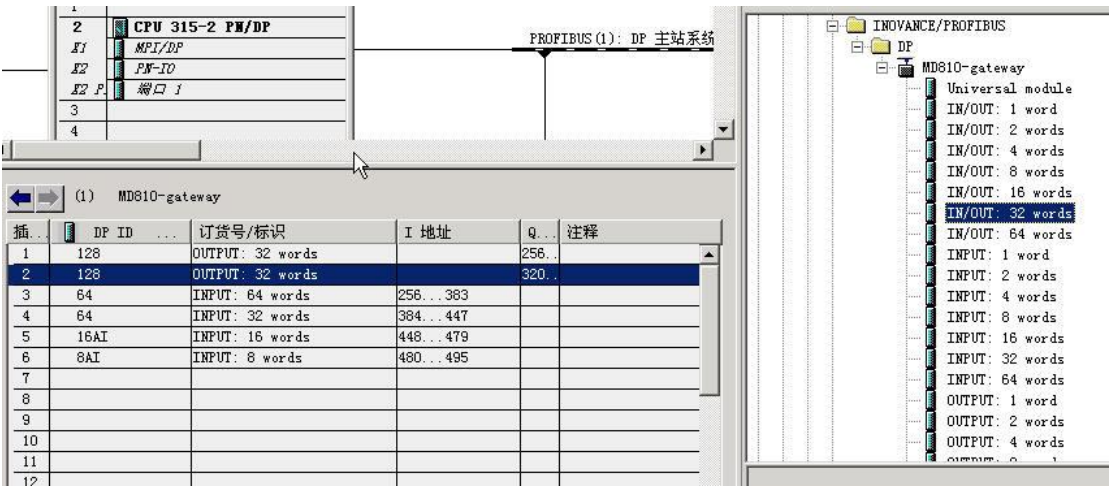 1
2 CPU 315-2 PN/DP
X1 MPI/DP
X2 PN-IO
X2 P. 端口 1
3
4
PROFIBUS(1): DP 主站系统
(1) MD810-gateway
插... DP ID ... 订货号/标识 I 地址 Q... 注释
1 128 OUTPUT: 32 words 256..
2 128 OUTPUT: 32 words 320..
3 64 INPUT: 64 words 256...383
4 64 INPUT: 32 words 384...447
5 16AI INPUT: 16 words 448...479
6 8AI INPUT: 8 words 480...495
7
8
9
10
11
12
INOVANCE/PROFIBUS
DP
MD810-gateway
Universal module
IN/OUT: 1 word
IN/OUT: 2 words
IN/OUT: 4 words
IN/OUT: 8 words
IN/OUT: 16 words
IN/OUT: 32 words
IN/OUT: 64 words
INPUT: 1 word
INPUT: 2 words
INPUT: 4 words
INPUT: 8 words
INPUT: 16 words
INPUT: 32 words
INPUT: 64 words
OUTPUT: 1 word
OUTPUT: 2 words
OUTPUT: 4 words